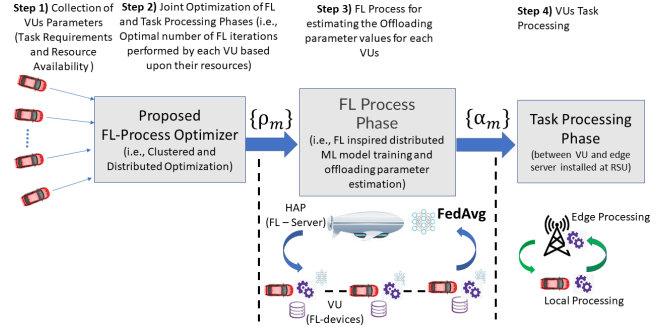 Step 1) Collection of
VUs Parameters
(Task Requirements
and Resource
Availability )
Step 2) Joint Optimization of FL
and Task Processing Phases (i.e.,
Optimal number of FL iterations
performed by each VU based
upon their resources)
Step 3) FL Process for
estimating the Offloading
parameter values for each
VUs
Step 4) VUs Task
Processing
Proposed
FL-Process Optimizer
(i.e., Clustered and
Distributed Optimization)
{ρₘ}
FL Process
Phase
(i.e., FL inspired distributed
ML model training and
offloading parameter
estimation)
{αₘ}
Task Processing
Phase
(between VU and edge
server installed at RSU)
HAP
(FL – Server)
FedAvg
VU
(FL-devices)
Edge Processing
Local Processing